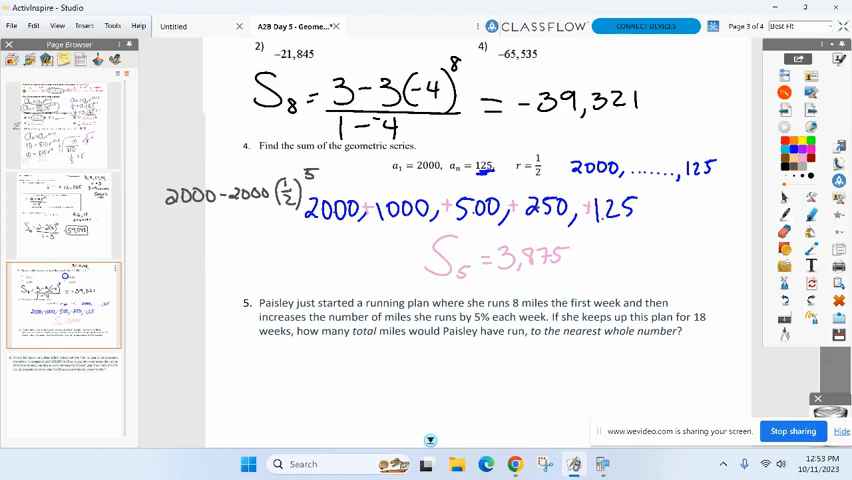 ActivInspire - Studio
File Edit View Insert Tools Help
Untitled
A2B Day 5 - Geome...*
CLASSFLOW
CONNECT DEVICES
Page 3 of 4
Best Fit
Page Browser
2) -21,845
4) -65,535
S₈ = 3-3(-4)⁸ / 1--4 = -39,321
4. Find the sum of the geometric series.
a₁ = 2000, aₙ = 125, r = 1/2
2000, ......., 125
2000-2000(1/2)⁵
2000,+1000,+500,+250,+125
S₅ = 3,875
5. Paisley just started a running plan where she runs 8 miles the first week and then
increases the number of miles she runs by 5% each week. If she keeps up this plan for 18
weeks, how many total miles would Paisley have run, to the nearest whole number?
www.wevideo.com is sharing your screen.
Stop sharing
Hide
Search
12:53 PM
10/11/2023